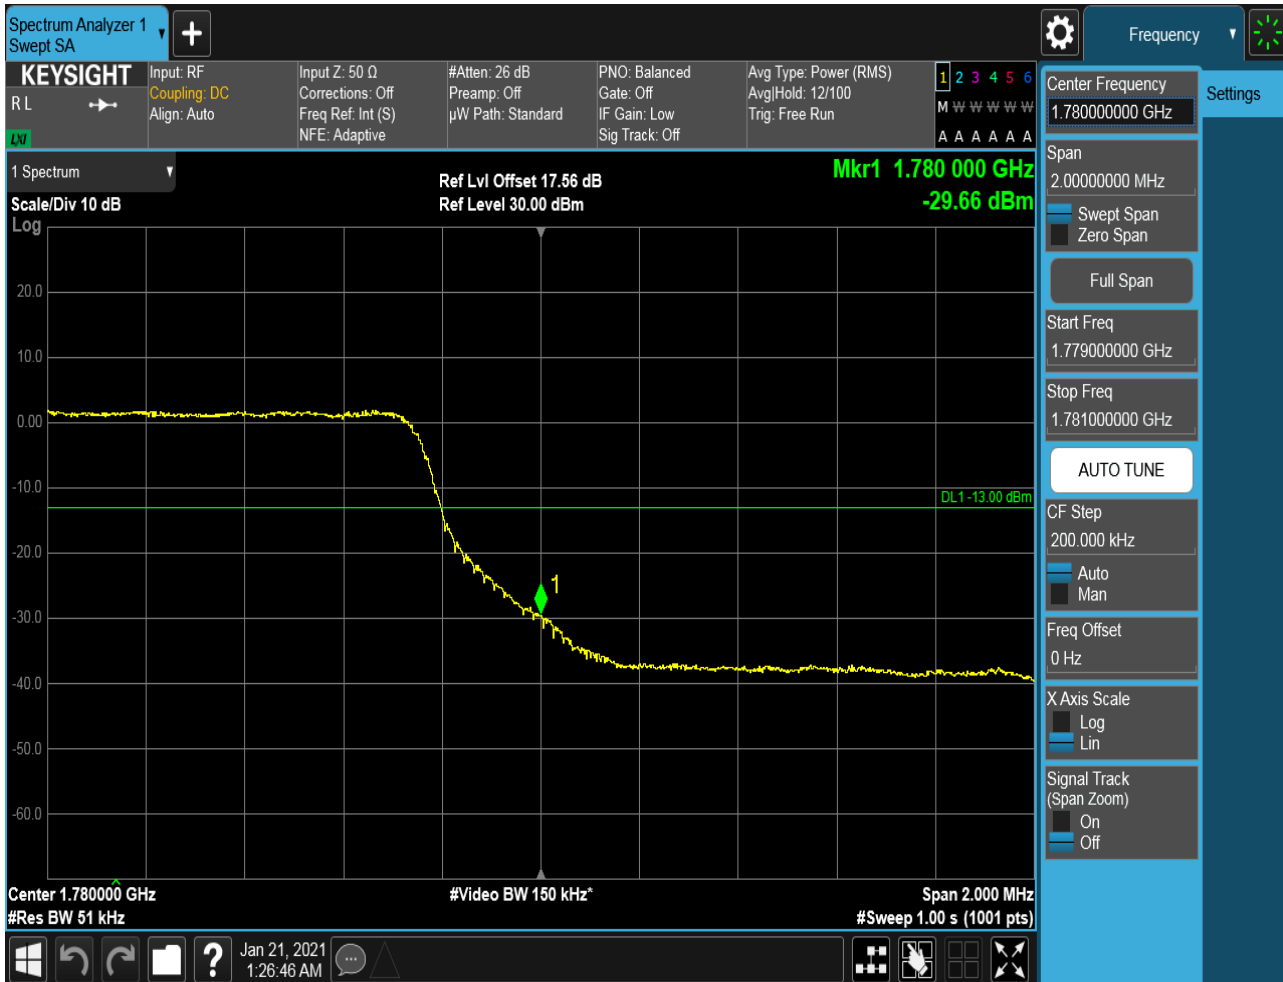 Spectrum Analyzer 1
Swept SA
Frequency
KEYSIGHT
R L
LXI
Input: RF
Coupling: DC
Align: Auto
Input Z: 50 Ω
Corrections: Off
Freq Ref: Int (S)
NFE: Adaptive
#Atten: 26 dB
Preamp: Off
µW Path: Standard
PNO: Balanced
Gate: Off
IF Gain: Low
Sig Track: Off
Avg Type: Power (RMS)
Avg|Hold: 12/100
Trig: Free Run
1 2 3 4 5 6
M W W W W W
A A A A A A
1 Spectrum
Scale/Div 10 dB
Log
Ref Lvl Offset 17.56 dB
Ref Level 30.00 dBm
Mkr1 1.780 000 GHz
-29.66 dBm
20.0
10.0
0.00
-10.0
DL1 -13.00 dBm
-20.0
1
-30.0
-40.0
-50.0
-60.0
Center 1.780000 GHz
#Video BW 150 kHz*
Span 2.000 MHz
#Res BW 51 kHz
#Sweep 1.00 s (1001 pts)
Jan 21, 2021
1:26:46 AM
Center Frequency
1.780000000 GHz
Settings
Span
2.00000000 MHz
Swept Span
Zero Span
Full Span
Start Freq
1.779000000 GHz
Stop Freq
1.781000000 GHz
AUTO TUNE
CF Step
200.000 kHz
Auto
Man
Freq Offset
0 Hz
X Axis Scale
Log
Lin
Signal Track
(Span Zoom)
On
Off